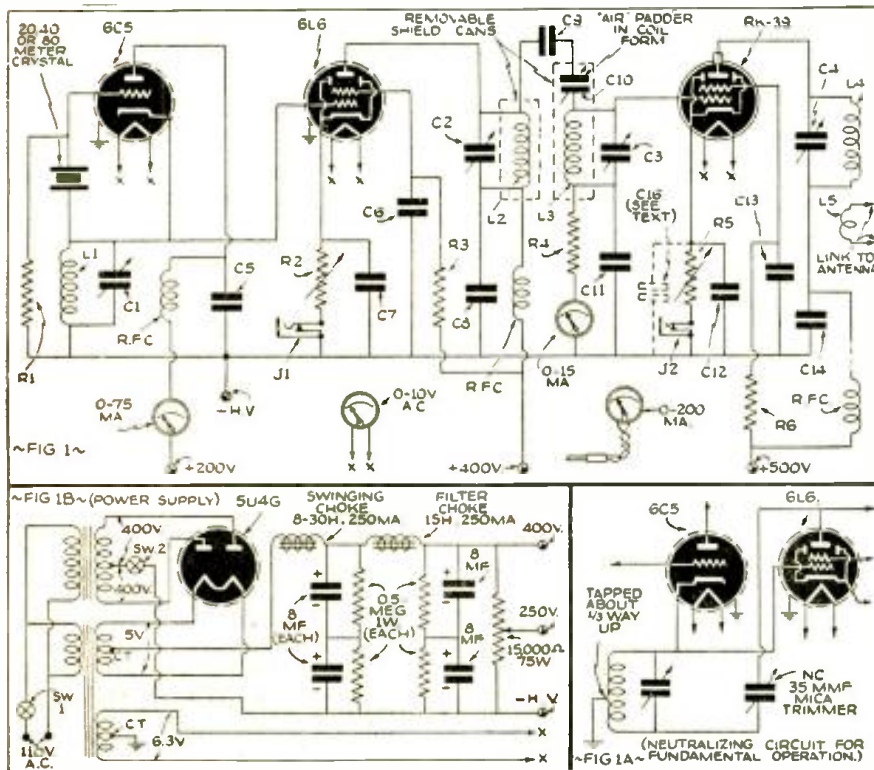 20,40
OR 80
METER
CRYSTAL
6C5
6L6
REMOVABLE
SHIELD CANS
C9
"AIR" PADDER
IN COIL
FORM
C10
RK-39
C4
L4
C2
C3
L2
L3
C16
(SEE
TEXT)
C13
L5
LINK TO
ANTENNA
C6
R3
R4
R5
L1
C1
R.F.C
C5
R2
C7
C8
C11
R1
J1
R F C
0-15
MA
J2
C12
C14
0-75
MA
-H.V
0-10V
A.C
0-200
MA.
R6
R F C
X
X
X
X
X
X
X
X
~FIG 1~
+200V.
+400V.
+500V.
~FIG 1B~(POWER SUPPLY)
5U4G
SWINGING
CHOKE
8-30H. 250MA
FILTER
CHOKE
15H. 250MA
400V.
400V.
SW.2
400V.
8
MF
8
MF
(EACH)
0.5
MEG
1W
(EACH)
250V.
15,000Ω
75W
8
MF
5V
CT
SW
1
-H.V.
CT
6.3V
X
X
110V
A.C.
6C5
6L6.
TAPPED
ABOUT
1/3 WAY
UP
NC
35 MMF
MICA
TRIMMER
~FIG 1A~
(NEUTRALIZING CIRCUIT FOR
FUNDAMENTAL OPERATION.)